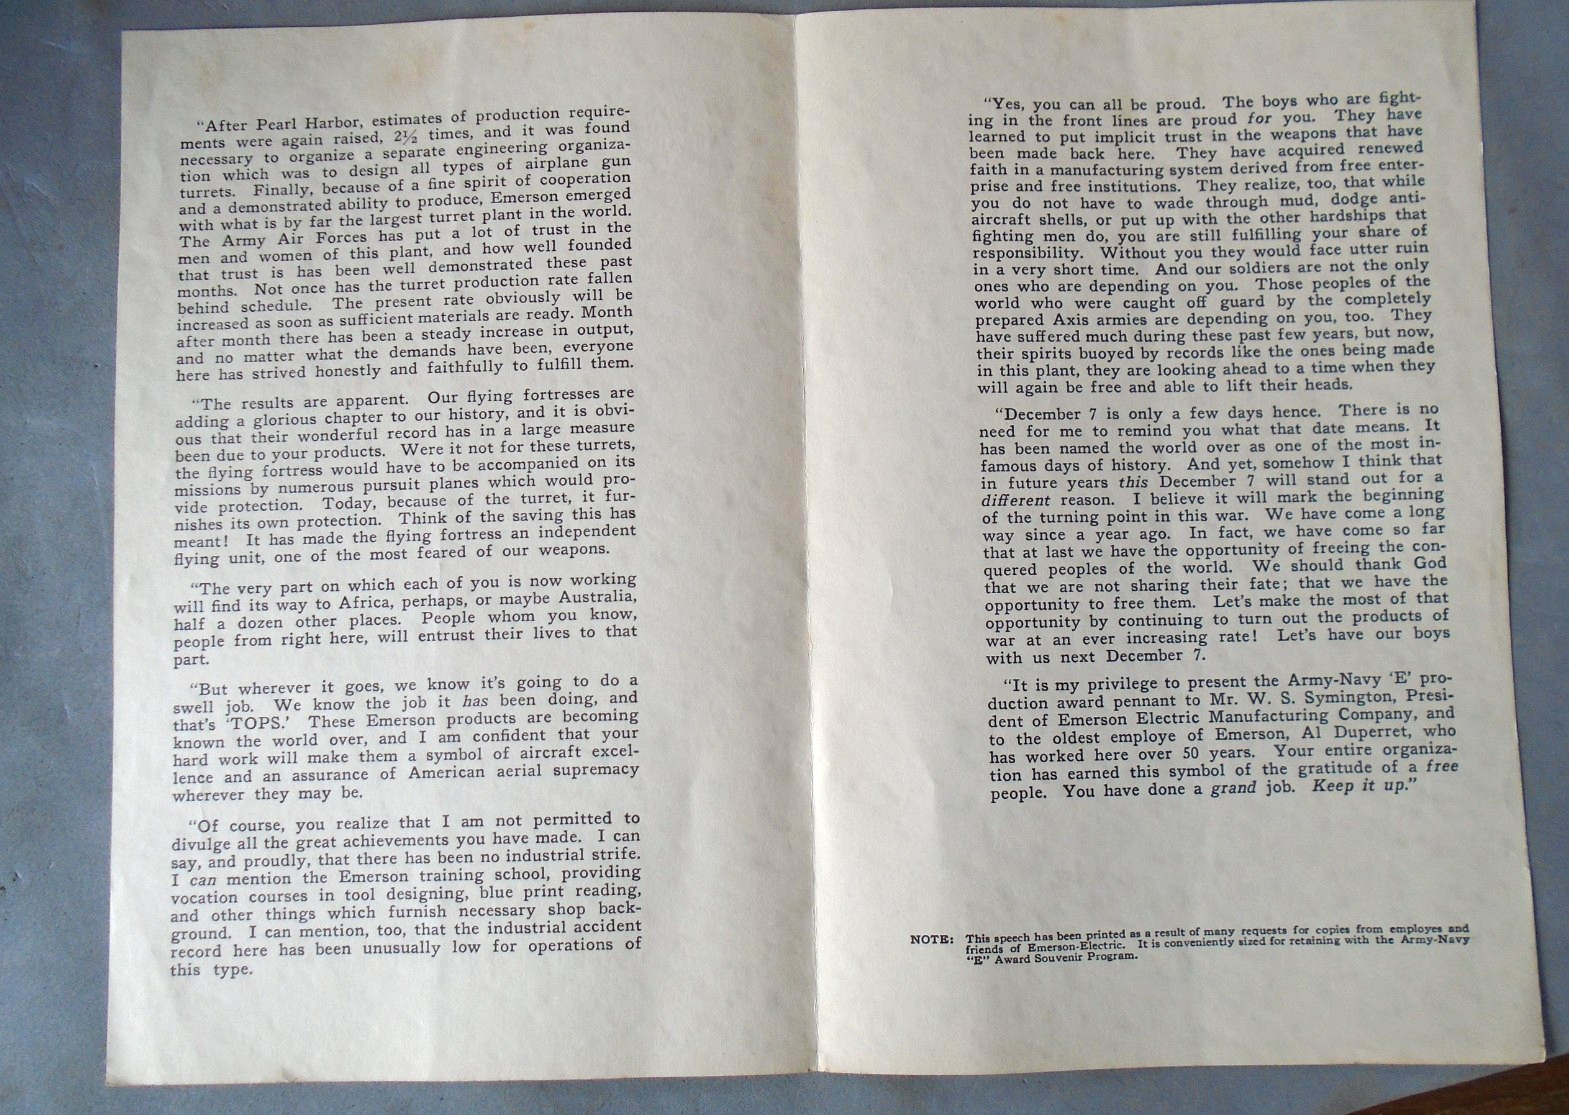 "After Pearl Harbor, estimates of production require-
ments were again raised, 2½ times, and it was found
necessary to organize a separate engineering organiza-
tion which was to design all types of airplane gun
turrets. Finally, because of a fine spirit of cooperation
and a demonstrated ability to produce, Emerson emerged
with what is by far the largest turret plant in the world.
The Army Air Forces has put a lot of trust in the
men and women of this plant, and how well founded
that trust is has been well demonstrated these past
months. Not once has the turret production rate fallen
behind schedule. The present rate obviously will be
increased as soon as sufficient materials are ready. Month
after month there has been a steady increase in output,
and no matter what the demands have been, everyone
here has strived honestly and faithfully to fulfill them.
"The results are apparent. Our flying fortresses are
adding a glorious chapter to our history, and it is obvi-
ous that their wonderful record has in a large measure
been due to your products. Were it not for these turrets,
the flying fortress would have to be accompanied on its
missions by numerous pursuit planes which would pro-
vide protection. Today, because of the turret, it fur-
nishes its own protection. Think of the saving this has
meant! It has made the flying fortress an independent
flying unit, one of the most feared of our weapons.
"The very part on which each of you is now working
will find its way to Africa, perhaps, or maybe Australia,
half a dozen other places. People whom you know,
people from right here, will entrust their lives to that
part.
"But wherever it goes, we know it's going to do a
swell job. We know the job it has been doing, and
that's 'TOPS.' These Emerson products are becoming
known the world over, and I am confident that your
hard work will make them a symbol of aircraft excel-
lence and an assurance of American aerial supremacy
wherever they may be.
"Of course, you realize that I am not permitted to
divulge all the great achievements you have made. I can
say, and proudly, that there has been no industrial strife.
I can mention the Emerson training school, providing
vocation courses in tool designing, blue print reading,
and other things which furnish necessary shop back-
ground. I can mention, too, that the industrial accident
record here has been unusually low for operations of
this type.
"Yes, you can all be proud. The boys who are fight-
ing in the front lines are proud for you. They have
learned to put implicit trust in the weapons that have
been made back here. They have acquired renewed
faith in a manufacturing system derived from free enter-
prise and free institutions. They realize, too, that while
you do not have to wade through mud, dodge anti-
aircraft shells, or put up with the other hardships that
fighting men do, you are still fulfilling your share of
responsibility. Without you they would face utter ruin
in a very short time. And our soldiers are not the only
ones who are depending on you. Those peoples of the
world who were caught off guard by the completely
prepared Axis armies are depending on you, too. They
have suffered much during these past few years, but now,
their spirits buoyed by records like the ones being made
in this plant, they are looking ahead to a time when they
will again be free and able to lift their heads.
"December 7 is only a few days hence. There is no
need for me to remind you what that date means. It
has been named the world over as one of the most in-
famous days of history. And yet, somehow I think that
in future years this December 7 will stand out for a
different reason. I believe it will mark the beginning
of the turning point in this war. We have come a long
way since a year ago. In fact, we have come so far
that at last we have the opportunity of freeing the con-
quered peoples of the world. We should thank God
that we are not sharing their fate; that we have the
opportunity to free them. Let's make the most of that
opportunity by continuing to turn out the products of
war at an ever increasing rate! Let's have our boys
with us next December 7.
"It is my privilege to present the Army-Navy 'E' pro-
duction award pennant to Mr. W. S. Symington, Presi-
dent of Emerson Electric Manufacturing Company, and
to the oldest employe of Emerson, Al Duperret, who
has worked here over 50 years. Your entire organiza-
tion has earned this symbol of the gratitude of a free
people. You have done a grand job. Keep it up."
NOTE: This speech has been printed as a result of many requests for copies from employes and
friends of Emerson-Electric. It is conveniently sized for retaining with the Army-Navy
"E" Award Souvenir Program.